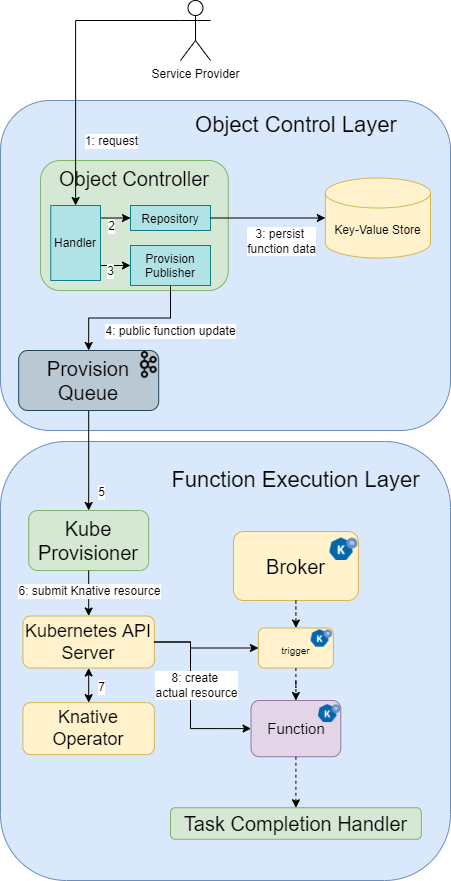 Service Provider
Object Control Layer
1: request
Object Controller
Handler
2
Repository
3: persist
function data
Key-Value Store
3
Provision
Publisher
4: public function update
Provision
Queue
Function Execution Layer
5
Kube
Provisioner
Broker
K
n
6: submit Knative resource
Kubernetes API
Server
trigger
K
n
8: create
actual resource
7
Knative
Operator
Function
K
n
Task Completion Handler